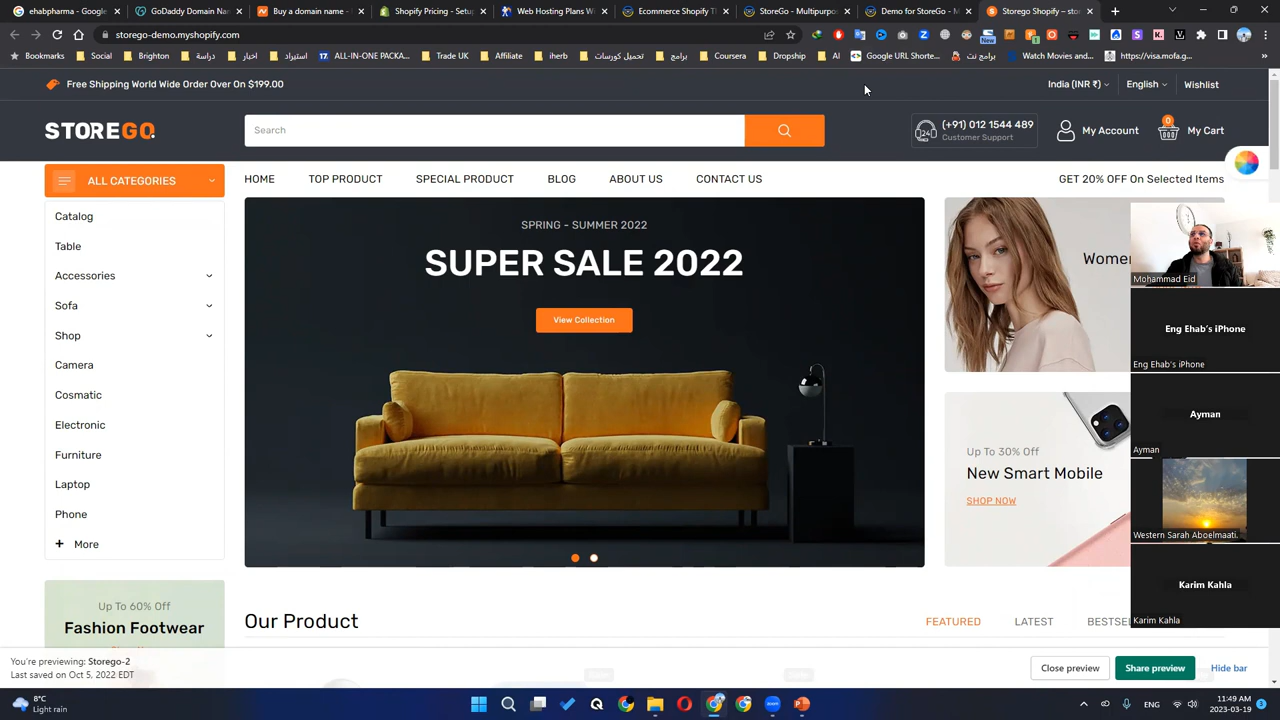 ehabpharma - Google
GoDaddy Domain Nam
Buy a domain name -
Shopify Pricing - Setu
Web Hosting Plans W
Ecommerce Shopify T
StoreGo - Multipurpo
Demo for StoreGo - M
StoreGo Shopify - sto
storego-demo.myshopify.com
New
1
Bookmarks
Social
Brighton
دراسة
اخبار
استيراد
ALL-IN-ONE PACKA...
Trade UK
Affiliate
iherb
تحميل كورسات
برامج
Coursera
Dropship
AI
Google URL Shorte...
برامج نت
Watch Movies and...
https://visa.mofa.g...
Free Shipping World Wide Order Over On $199.00
India (INR ₹)
English
Wishlist
STOREGO
Search
(+91) 012 1544 489
Customer Support
My Account
0
My Cart
ALL CATEGORIES
HOME
TOP PRODUCT
SPECIAL PRODUCT
BLOG
ABOUT US
CONTACT US
GET 20% OFF On Selected Items
Catalog
Table
Accessories
Sofa
Shop
Camera
Cosmatic
Electronic
Furniture
Laptop
Phone
More
SPRING - SUMMER 2022
SUPER SALE 2022
View Collection
Women
Up To 30% Off
New Smart Mobile
SHOP NOW
Mohammad Eid
Eng Ehab's iPhone
Eng Ehab's iPhone
Ayman
Ayman
Western Sarah Aboelmaati.
Karim Kahla
Karim Kahla
Up To 60% Off
Fashion Footwear
Our Product
FEATURED
LATEST
BESTSE
You're previewing: Storego-2
Last saved on Oct 5, 2022 EDT
Close preview
Share preview
Hide bar
8°C
Light rain
ENG
11:49 AM
2023-03-19
3